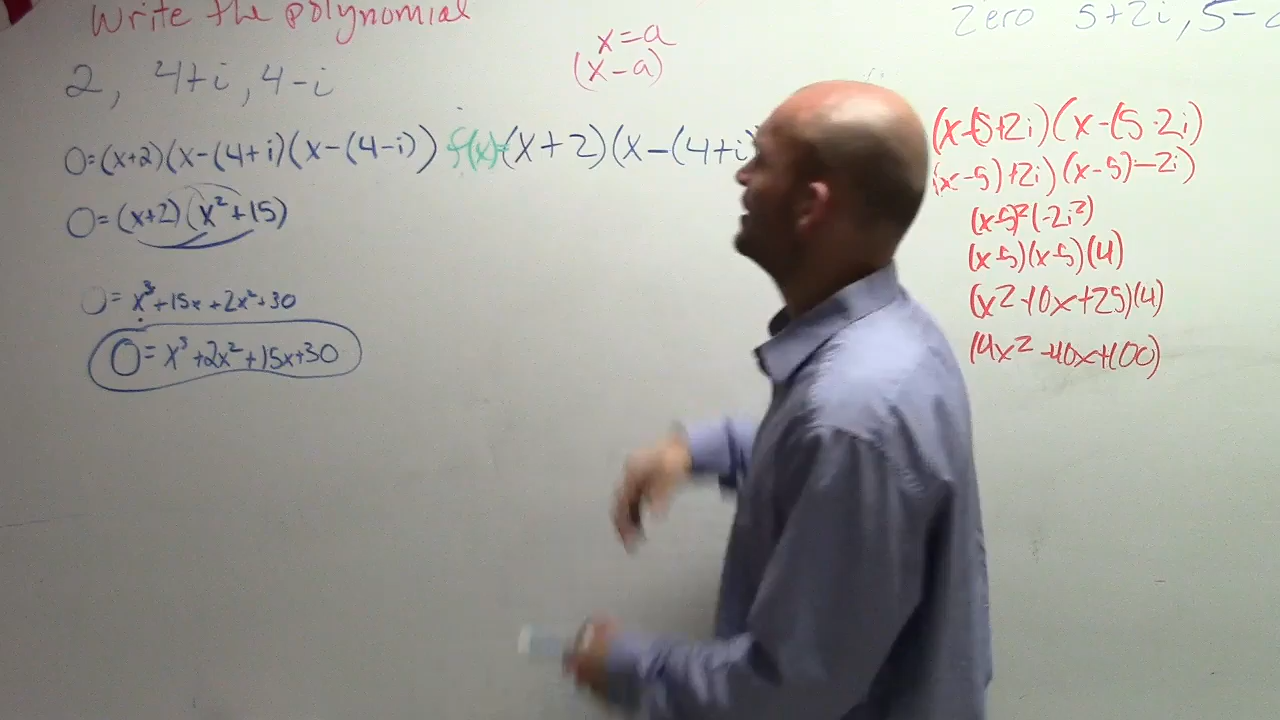 Write the polynomial
2, 4+i, 4-i
0=(x+2)(x-(4+i)(x-(4-i))
0=(x+2)(x²+15)
0=x³+15x+2x²+30
0=x³+2x²+15x+30
x=a
(x-a)
f(x)=(x+2)(x-(4+i)
Zero 5+2i, 5-
(x-(5+2i)(x-(5-2i)
(x-5)+2i)(x-5)-2i)
(x-5)²(-2i²)
(x-5)(x-5)(4)
(x²-10x+25)(4)
(4x²-40x+100)